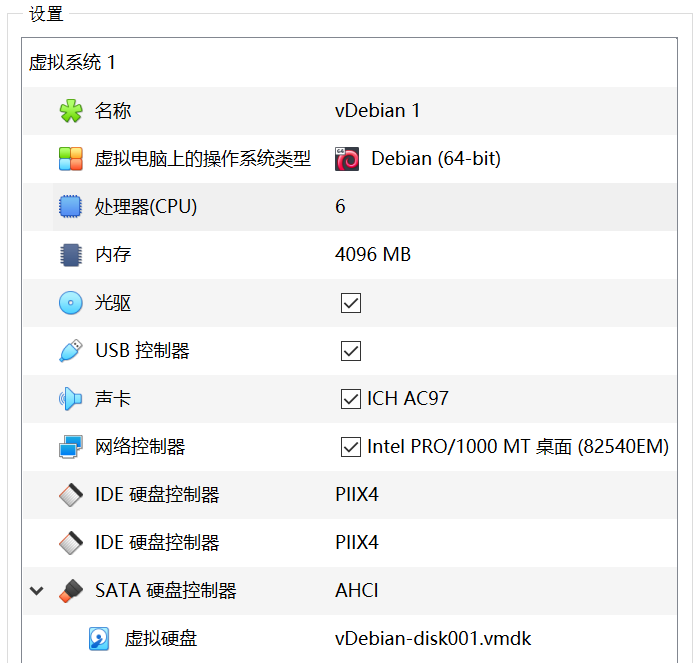 设置
虚拟系统 1
名称 vDebian 1
虚拟电脑上的操作系统类型 64 Debian (64-bit)
处理器(CPU) 6
内存 4096 MB
光驱
USB 控制器
声卡 ICH AC97
网络控制器 Intel PRO/1000 MT 桌面 (82540EM)
IDE 硬盘控制器 PIIX4
IDE 硬盘控制器 PIIX4
SATA 硬盘控制器 AHCI
虚拟硬盘 vDebian-disk001.vmdk